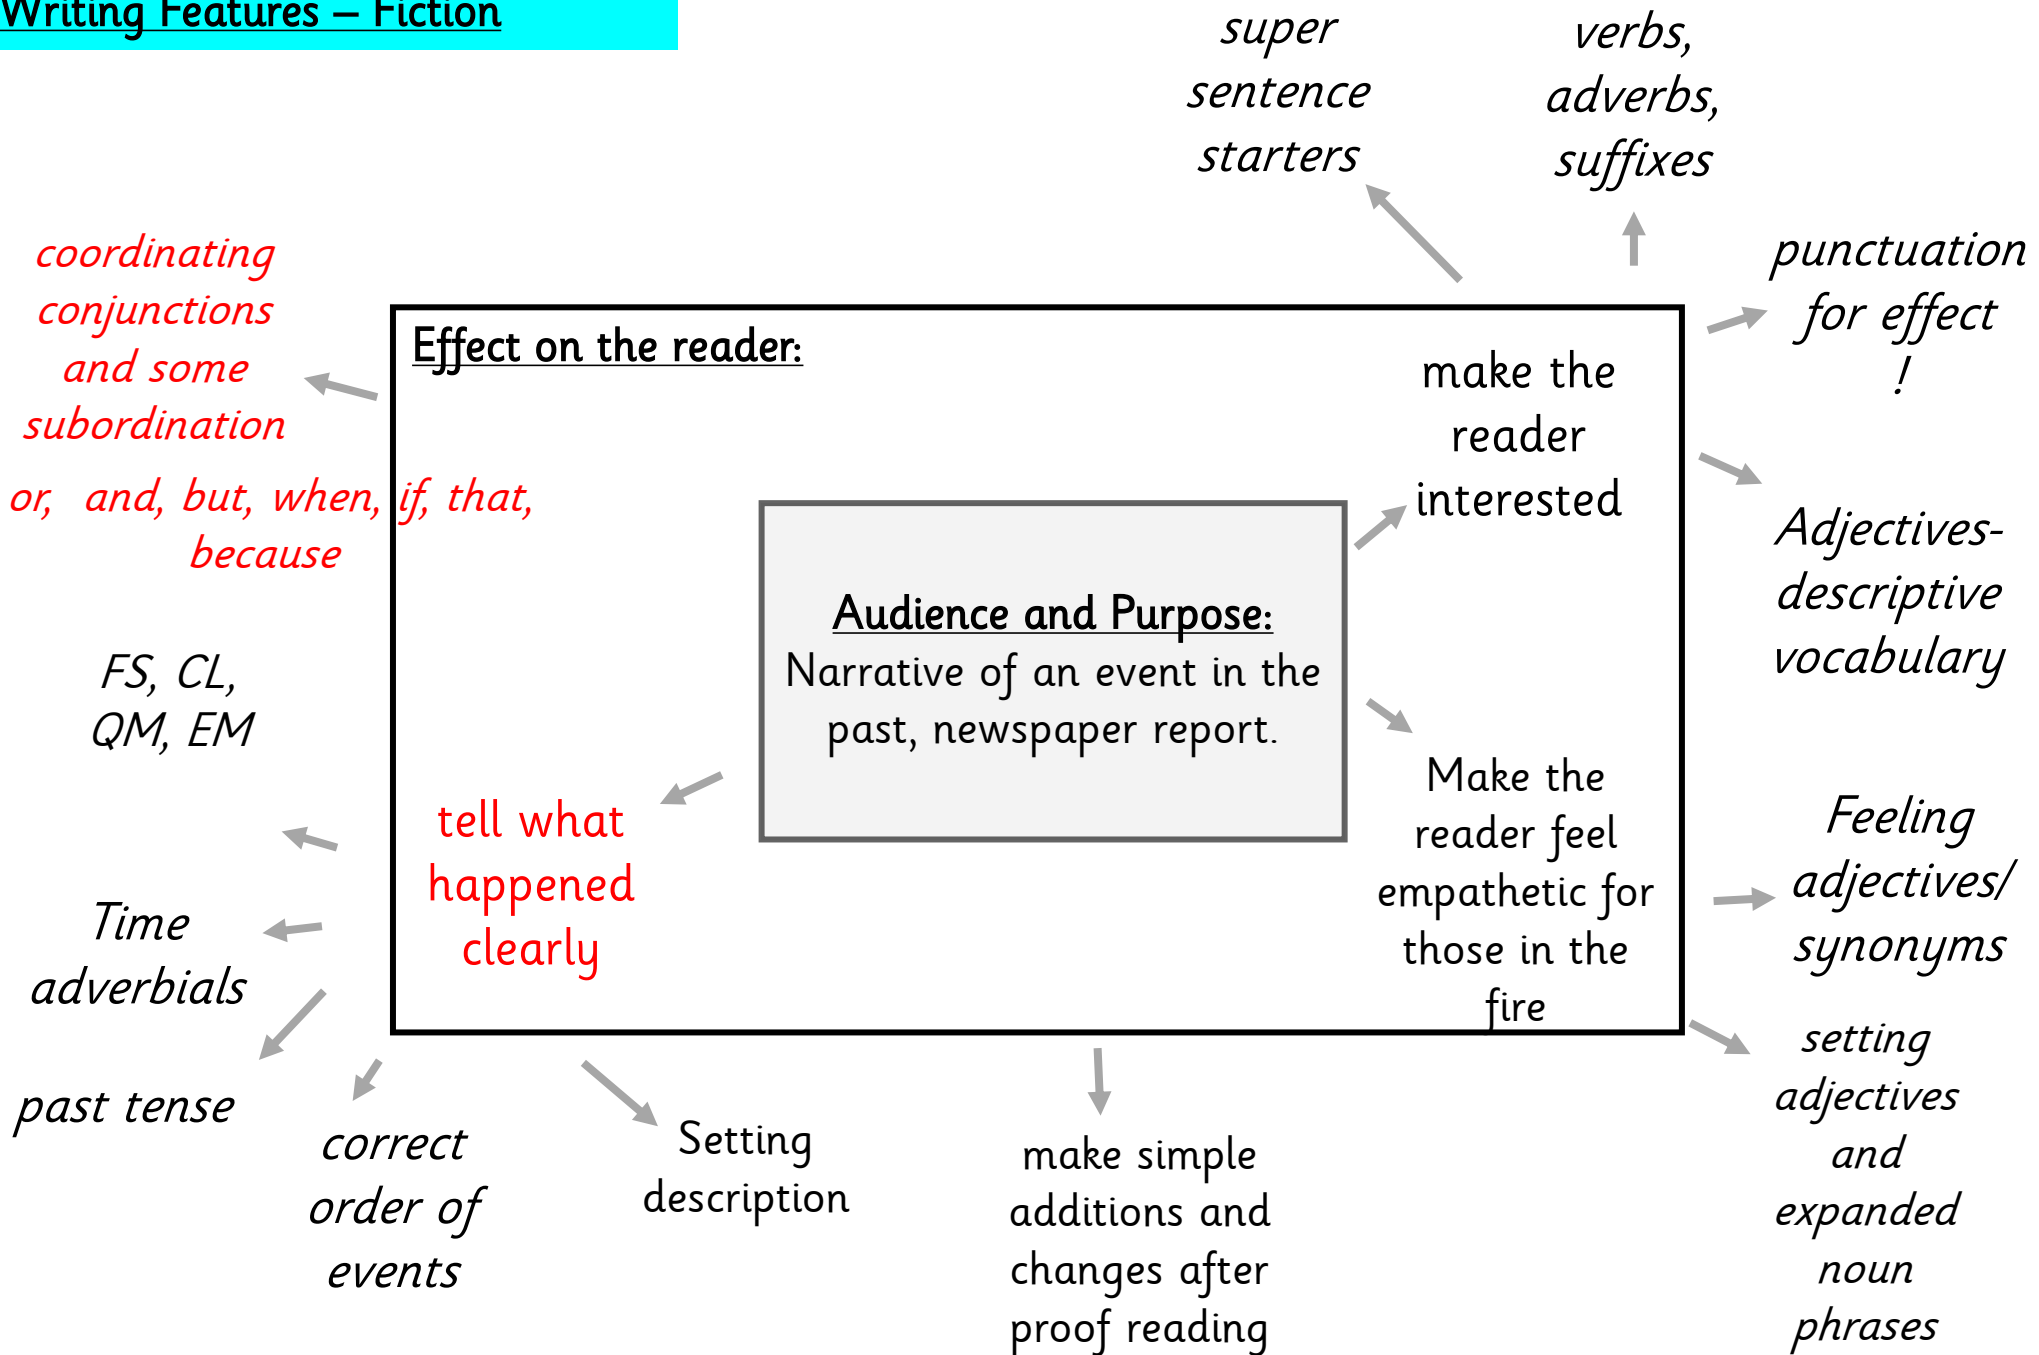 Writing Features – Fiction
super
sentence
starters
verbs,
adverbs,
suffixes
punctuation
for effect
!
coordinating
conjunctions
and some
subordination
or,  and, but, when, if, that,
because
Effect on the reader:
make the
reader
interested
Adjectives-
descriptive
vocabulary
Audience and Purpose:
Narrative of an event in the
past, newspaper report.
FS, CL,
QM, EM
tell what
happened
clearly
Make the
reader feel
empathetic for
those in the
fire
Feeling
adjectives/
synonyms
Time
adverbials
past tense
correct
order of
events
Setting
description
make simple
additions and
changes after
proof reading
setting
adjectives
and
expanded
noun
phrases